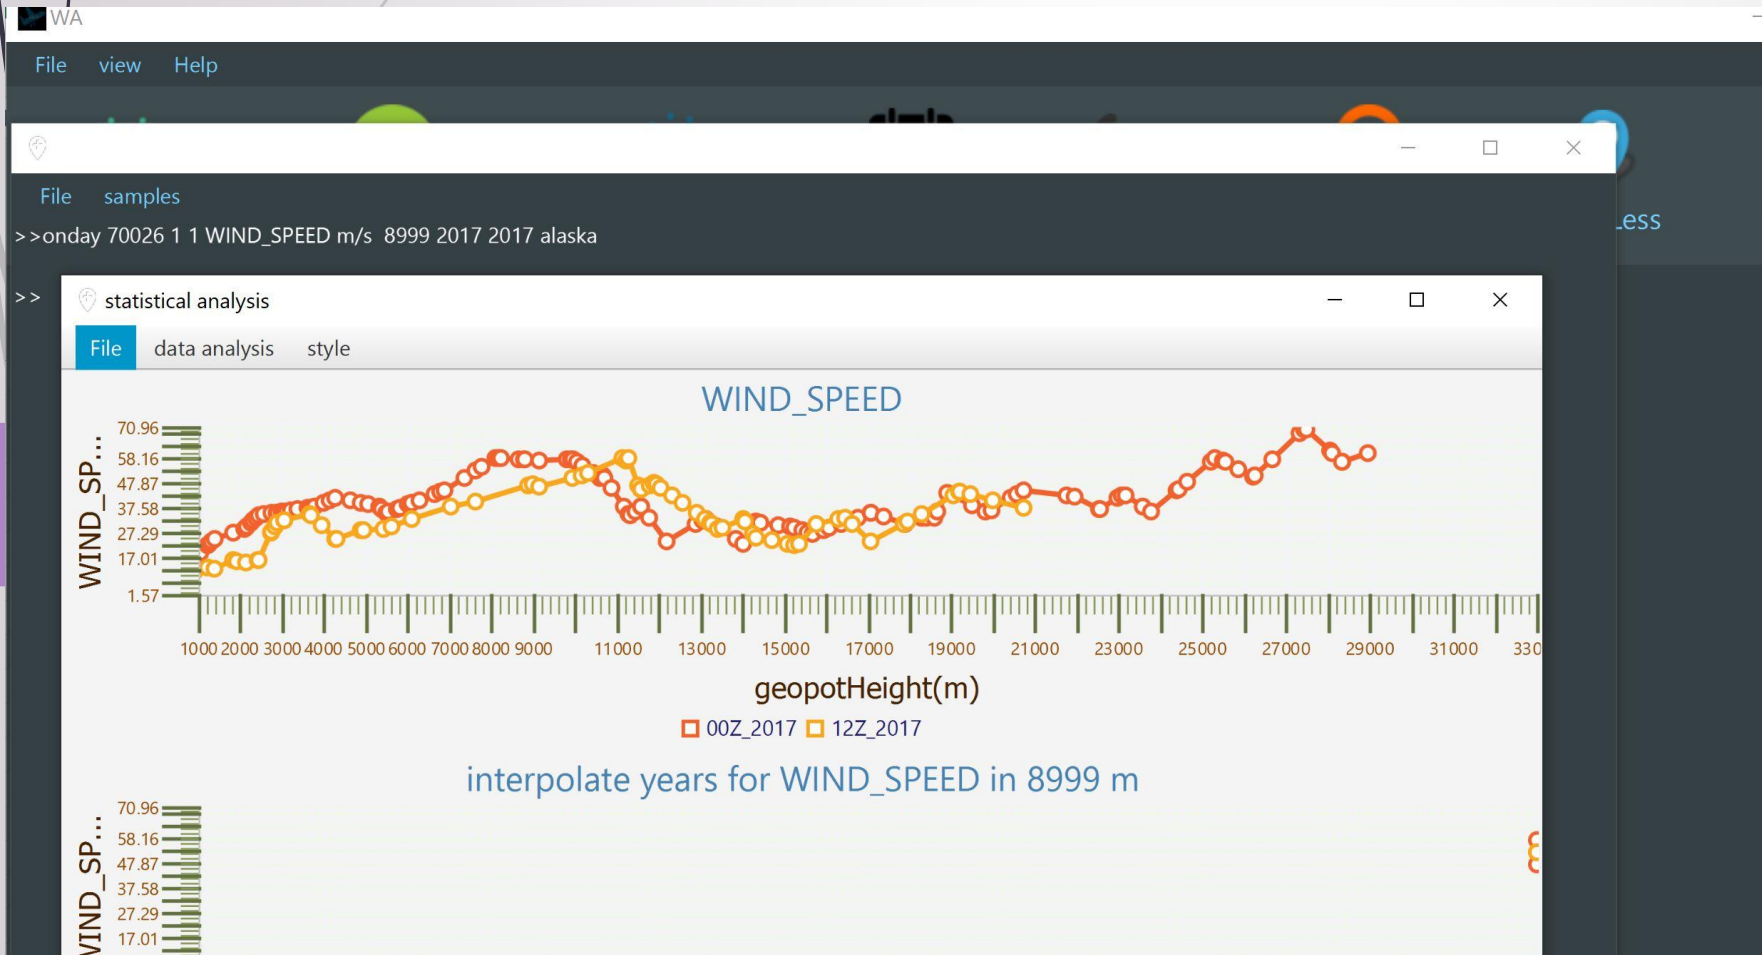 WA
File view Help
File samples
Less
>>onday 70026 1 1 WIND_SPEED m/s 8999 2017 2017 alaska
>>
statistical analysis
File data analysis style
WIND_SPEED
WIND_SP...
70.96
58.16
47.87
37.58
27.29
17.01
1.57
1000 2000 3000 4000 5000 6000 7000 8000 9000 11000 13000 15000 17000 19000 21000 23000 25000 27000 29000 31000 330
geopotHeight(m)
00Z_2017 12Z_2017
interpolate years for WIND_SPEED in 8999 m
WIND_SP...
70.96
58.16
47.87
37.58
27.29
17.01